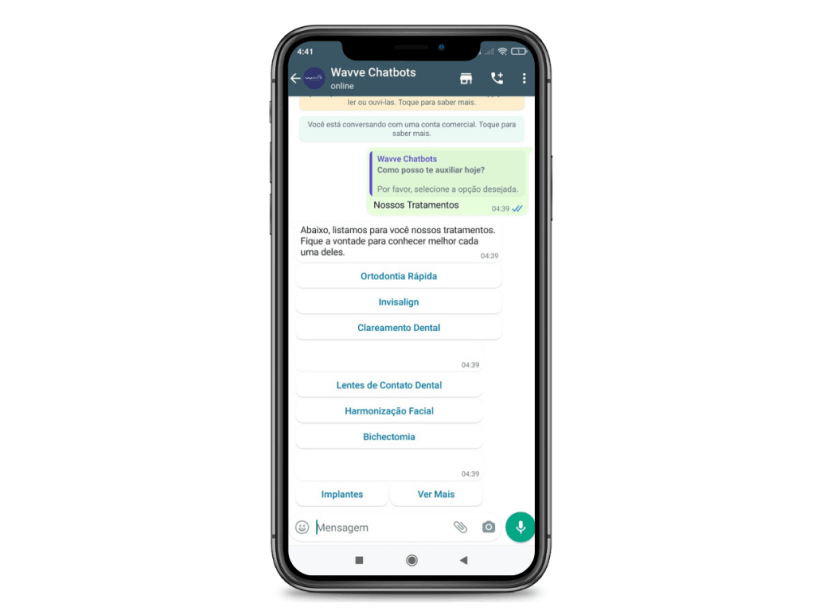 4:41
Wavve Chatbots
online
ler ou ouvi-las. Toque para saber mais.
Você está conversando com uma conta comercial. Toque para
saber mais.
Wavve Chatbots
Como posso te auxiliar hoje?
Por favor, selecione a opção desejada.
Nossos Tratamentos
04:39
Abaixo, listamos para você nossos tratamentos.
Fique a vontade para conhecer melhor cada
uma deles.
04:39
Ortodontia Rápida
Invisalign
Clareamento Dental
04:39
Lentes de Contato Dental
Harmonização Facial
Bichectomia
04:39
Implantes
Ver Mais
Mensagem